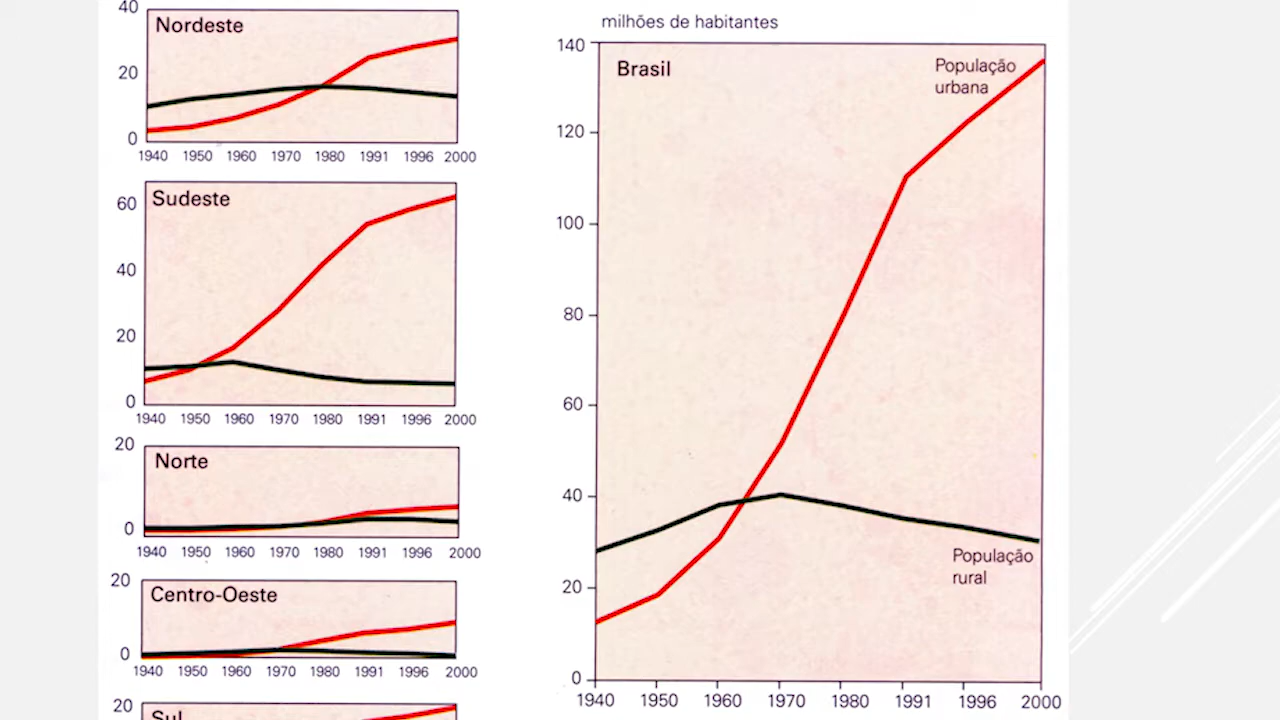 40
Nordeste
20
0
1940 1950 1960 1970 1980 1991 1996 2000
Sudeste
60
40
20
0
1940 1950 1960 1970 1980 1991 1996 2000
20
Norte
0
1940 1950 1960 1970 1980 1991 1996 2000
20
Centro-Oeste
0
1940 1950 1960 1970 1980 1991 1996 2000
20
Sul
milhões de habitantes
140
Brasil
População
urbana
120
100
80
60
40
População
rural
20
0
1940 1950 1960 1970 1980 1991 1996 2000